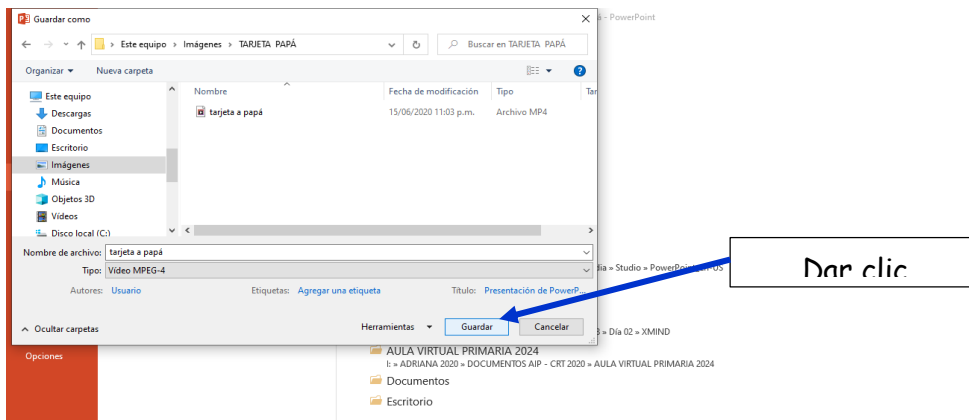 Guardar como
- PowerPoint
Este equipo > Imágenes > TARJETA PAPÁ
Buscar en TARJETA PAPÁ
Organizar
Nueva carpeta
Este equipo
Descargas
Documentos
Escritorio
Imágenes
Música
Objetos 3D
Vídeos
Disco local (C:)
Nombre Fecha de modificación Tipo
tarjeta a papá 15/06/2020 11:03 p.m. Archivo MP4
Nombre de archivo: tarjeta a papá
Tipo: Vídeo MPEG-4
Autores: Usuario Etiquetas: Agregar una etiqueta Título: Presentación de PowerP...
Ocultar carpetas
Herramientas Guardar Cancelar
» Studio »
Dar clic
» Día 02 » XMIND
Opciones
AULA VIRTUAL PRIMARIA 2024
I: » ADRIANA 2020 » DOCUMENTOS AIP - CRT 2020 » AULA VIRTUAL PRIMARIA 2024
Documentos
Escritorio